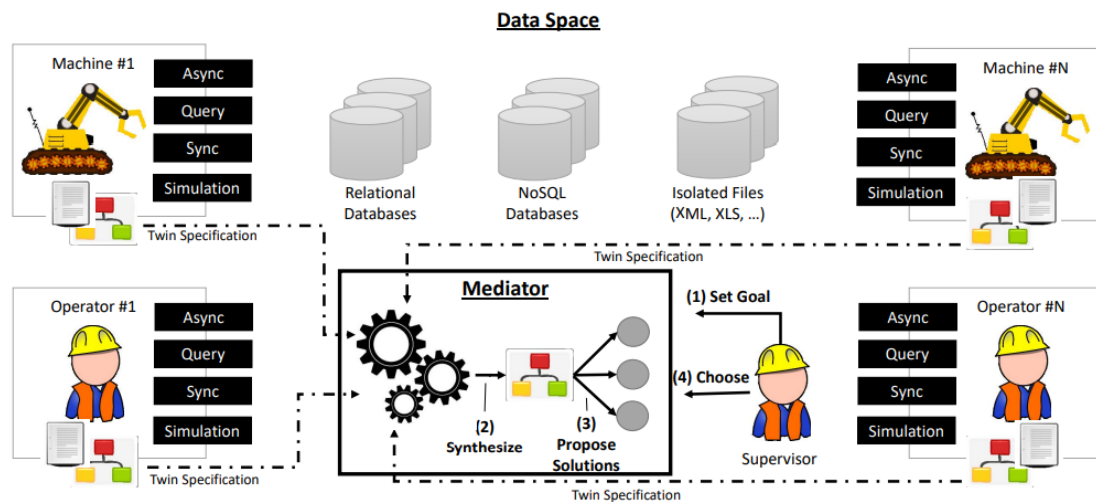 Data Space
Machine #1
Async
Query
Sync
Simulation
Relational
Databases
NoSQL
Databases
Isolated Files
(XML, XLS, …)
Machine #N
Async
Query
Sync
Simulation
Twin Specification
Twin Specification
Operator #1
Async
Query
Sync
Simulation
Twin Specification
Mediator
(2)
Synthesize
(3)
Propose
Solutions
(1) Set Goal
(4) Choose
Supervisor
Operator #N
Async
Query
Sync
Simulation
Twin Specification